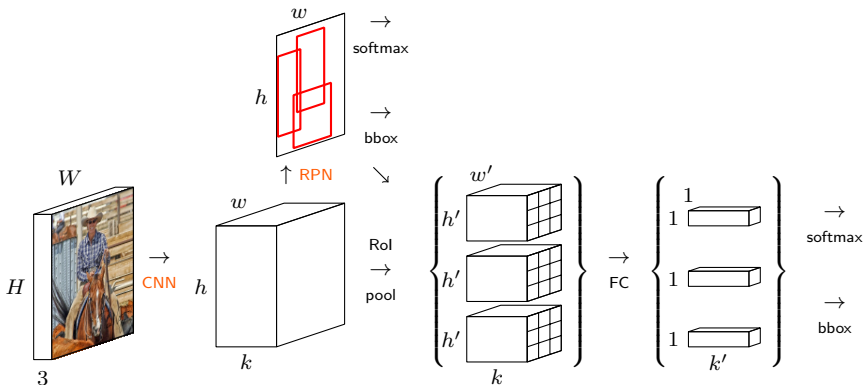 w → softmax
h → bbox
↑ RPN ↘
W
H
3
→ CNN
w
h
k
RoI → pool
w′
h′
h′
h′
k
→ FC
1
1
1
1
k′
→ softmax
→ bbox